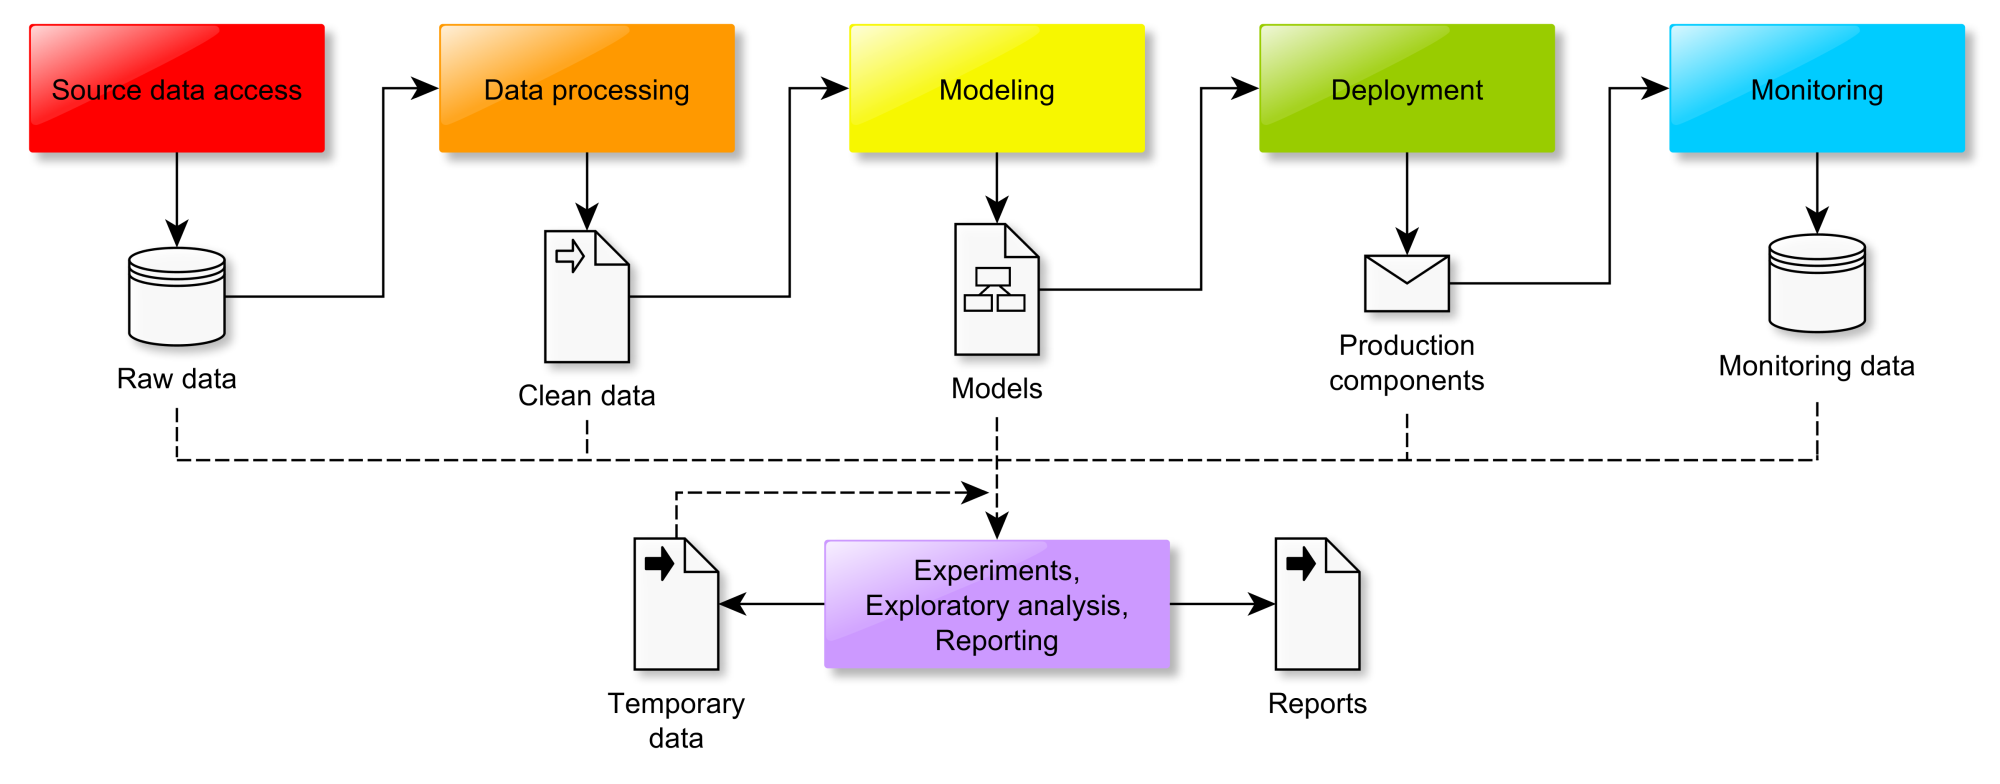 Source data access
Data processing
Modeling
Deployment
Monitoring
Raw data
Clean data
Models
Production
components
Monitoring data
Experiments,
Exploratory analysis,
Reporting
Temporary
data
Reports